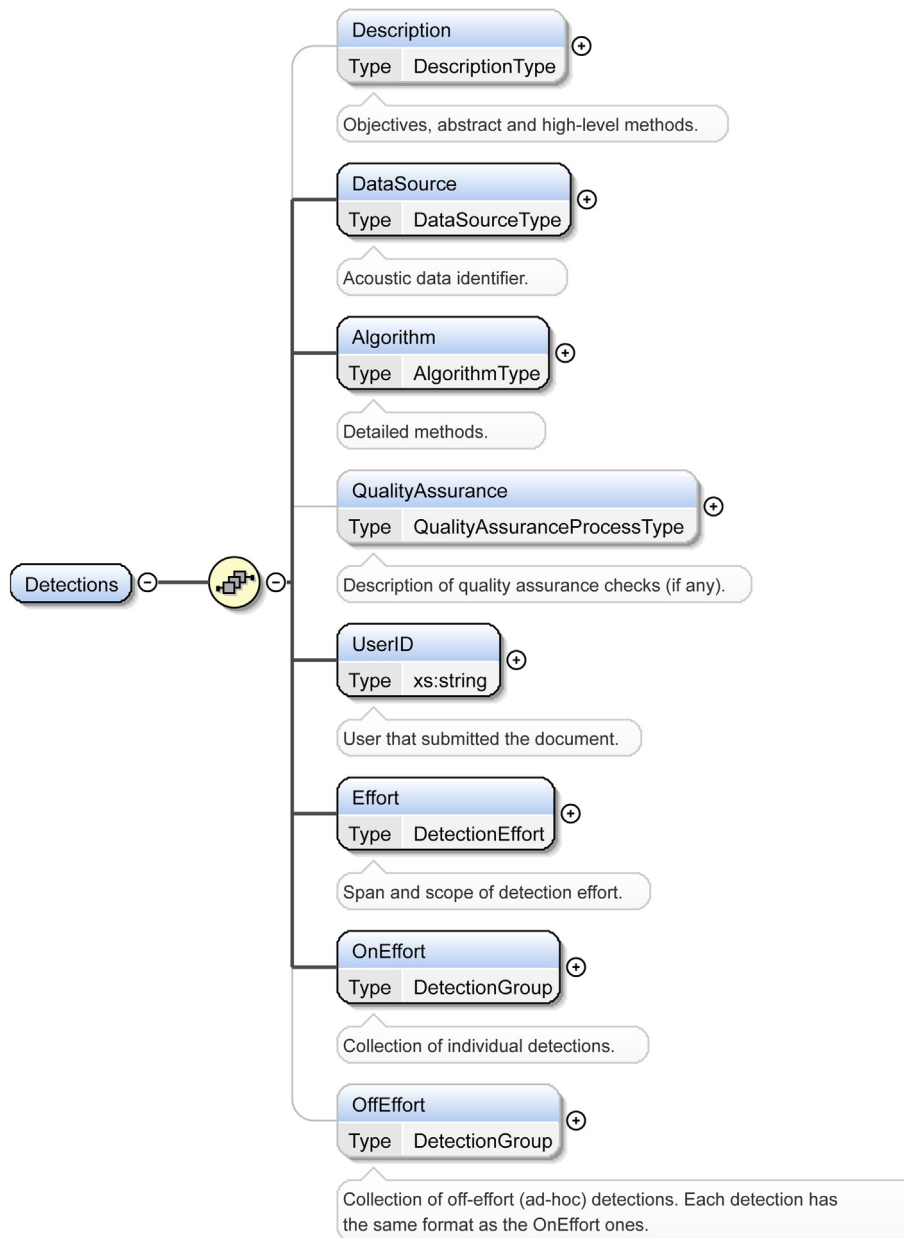 Description
Type DescriptionType
Objectives, abstract and high-level methods.
DataSource
Type DataSourceType
Acoustic data identifier.
Algorithm
Type AlgorithmType
Detailed methods.
QualityAssurance
Type QualityAssuranceProcessType
Description of quality assurance checks (if any).
Detections
UserID
Type xs:string
User that submitted the document.
Effort
Type DetectionEffort
Span and scope of detection effort.
OnEffort
Type DetectionGroup
Collection of individual detections.
OffEffort
Type DetectionGroup
Collection of off-effort (ad-hoc) detections. Each detection has
the same format as the OnEffort ones.